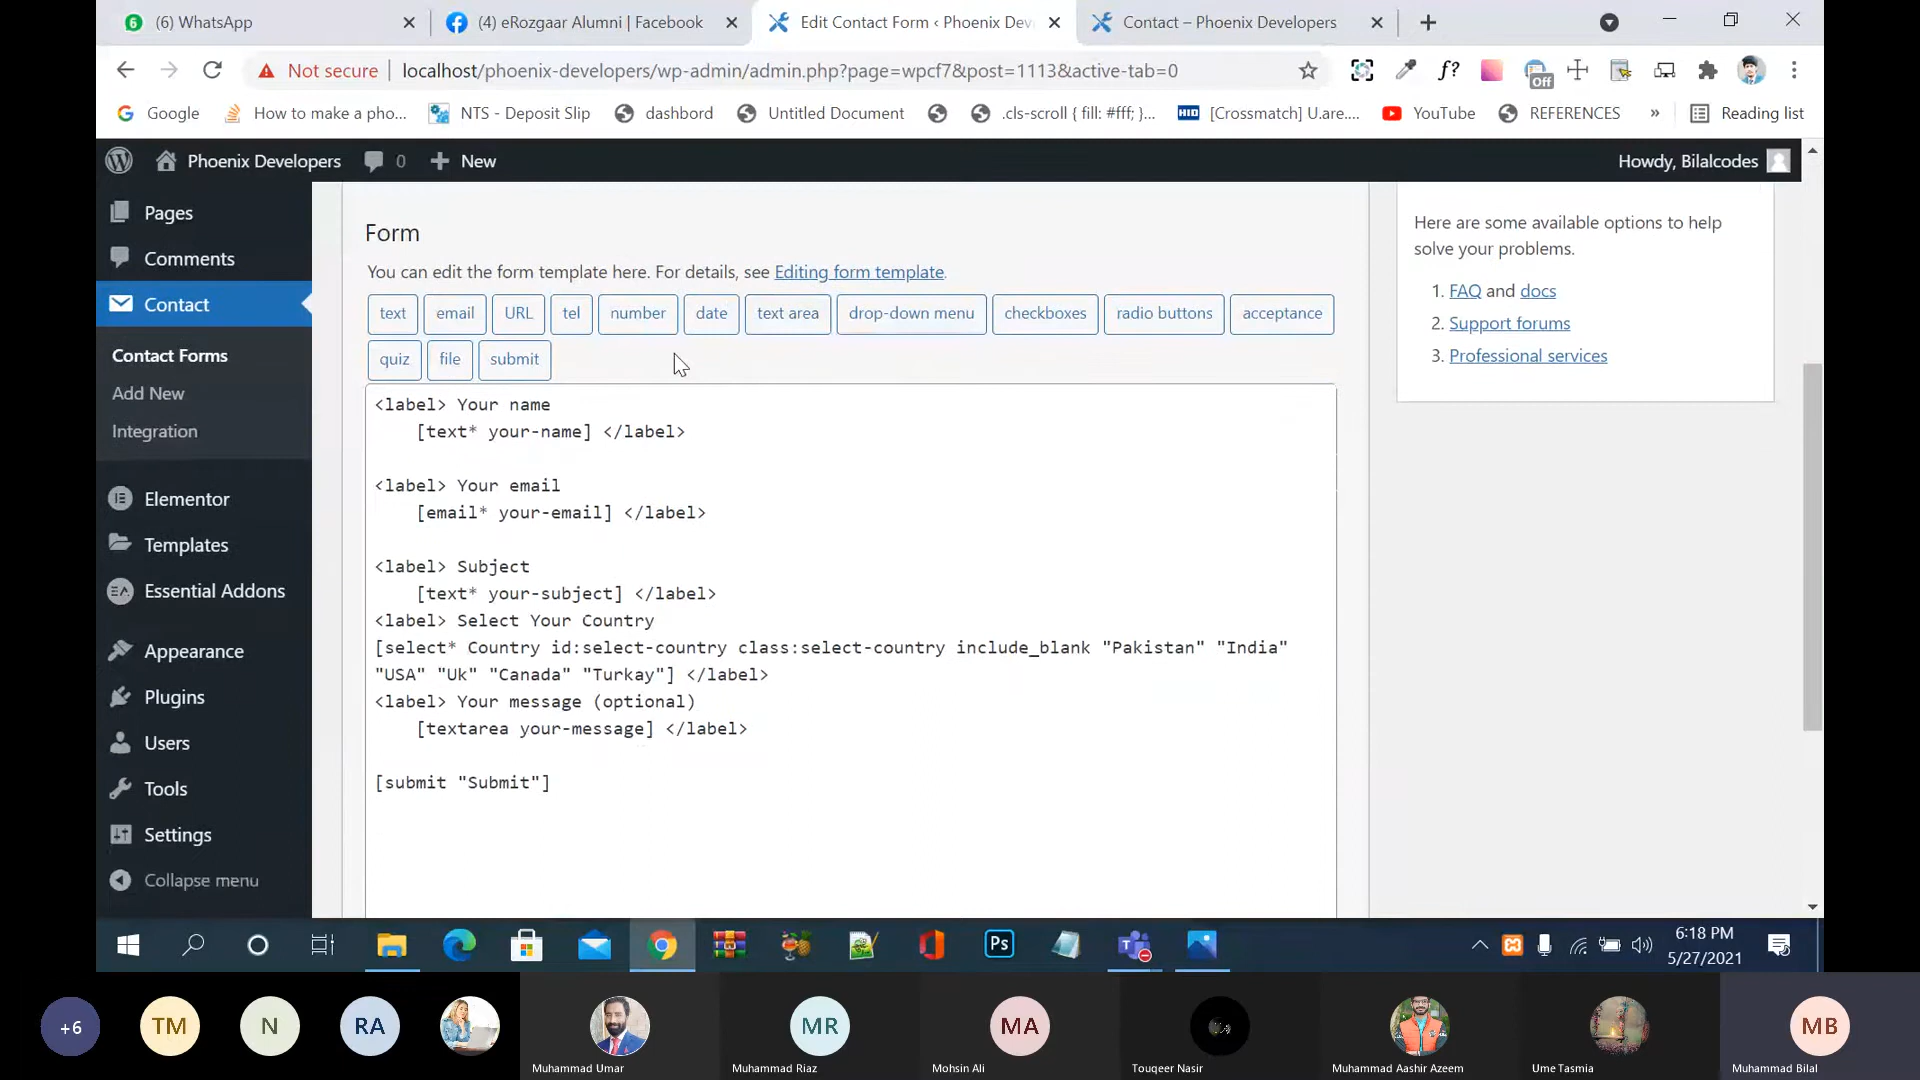 (6) WhatsApp
(4) eRozgaar Alumni | Facebook
Edit Contact Form ‹ Phoenix Dev
Contact – Phoenix Developers
Not secure
localhost/phoenix-developers/wp-admin/admin.php?page=wpcf7&post=1113&active-tab=0
f?
Off
Google
How to make a pho...
NTS - Deposit Slip
dashbord
Untitled Document
.cls-scroll { fill: #fff; }...
HID
[Crossmatch] U.are....
YouTube
REFERENCES
»
Reading list
Phoenix Developers
0
New
Howdy, Bilalcodes
Pages
Comments
Contact
Contact Forms
Add New
Integration
Elementor
Templates
Essential Addons
Appearance
Plugins
Users
Tools
Settings
Collapse menu
Form
You can edit the form template here. For details, see Editing form template.
text
email
URL
tel
number
date
text area
drop-down menu
checkboxes
radio buttons
acceptance
quiz
file
submit
<label> Your name
[text* your-name] </label>
<label> Your email
[email* your-email] </label>
<label> Subject
[text* your-subject] </label>
<label> Select Your Country
[select* Country id:select-country class:select-country include_blank "Pakistan" "India"
"USA" "Uk" "Canada" "Turkay"] </label>
<label> Your message (optional)
[textarea your-message] </label>
[submit "Submit"]
Here are some available options to help
solve your problems.
1. FAQ and docs
2. Support forums
3. Professional services
Ps
6:18 PM
5/27/2021
+6
TM
N
RA
Muhammad Umar
MR
Muhammad Riaz
MA
Mohsin Ali
Touqeer Nasir
Muhammad Aashir Azeem
Ume Tasmia
MB
Muhammad Bilal